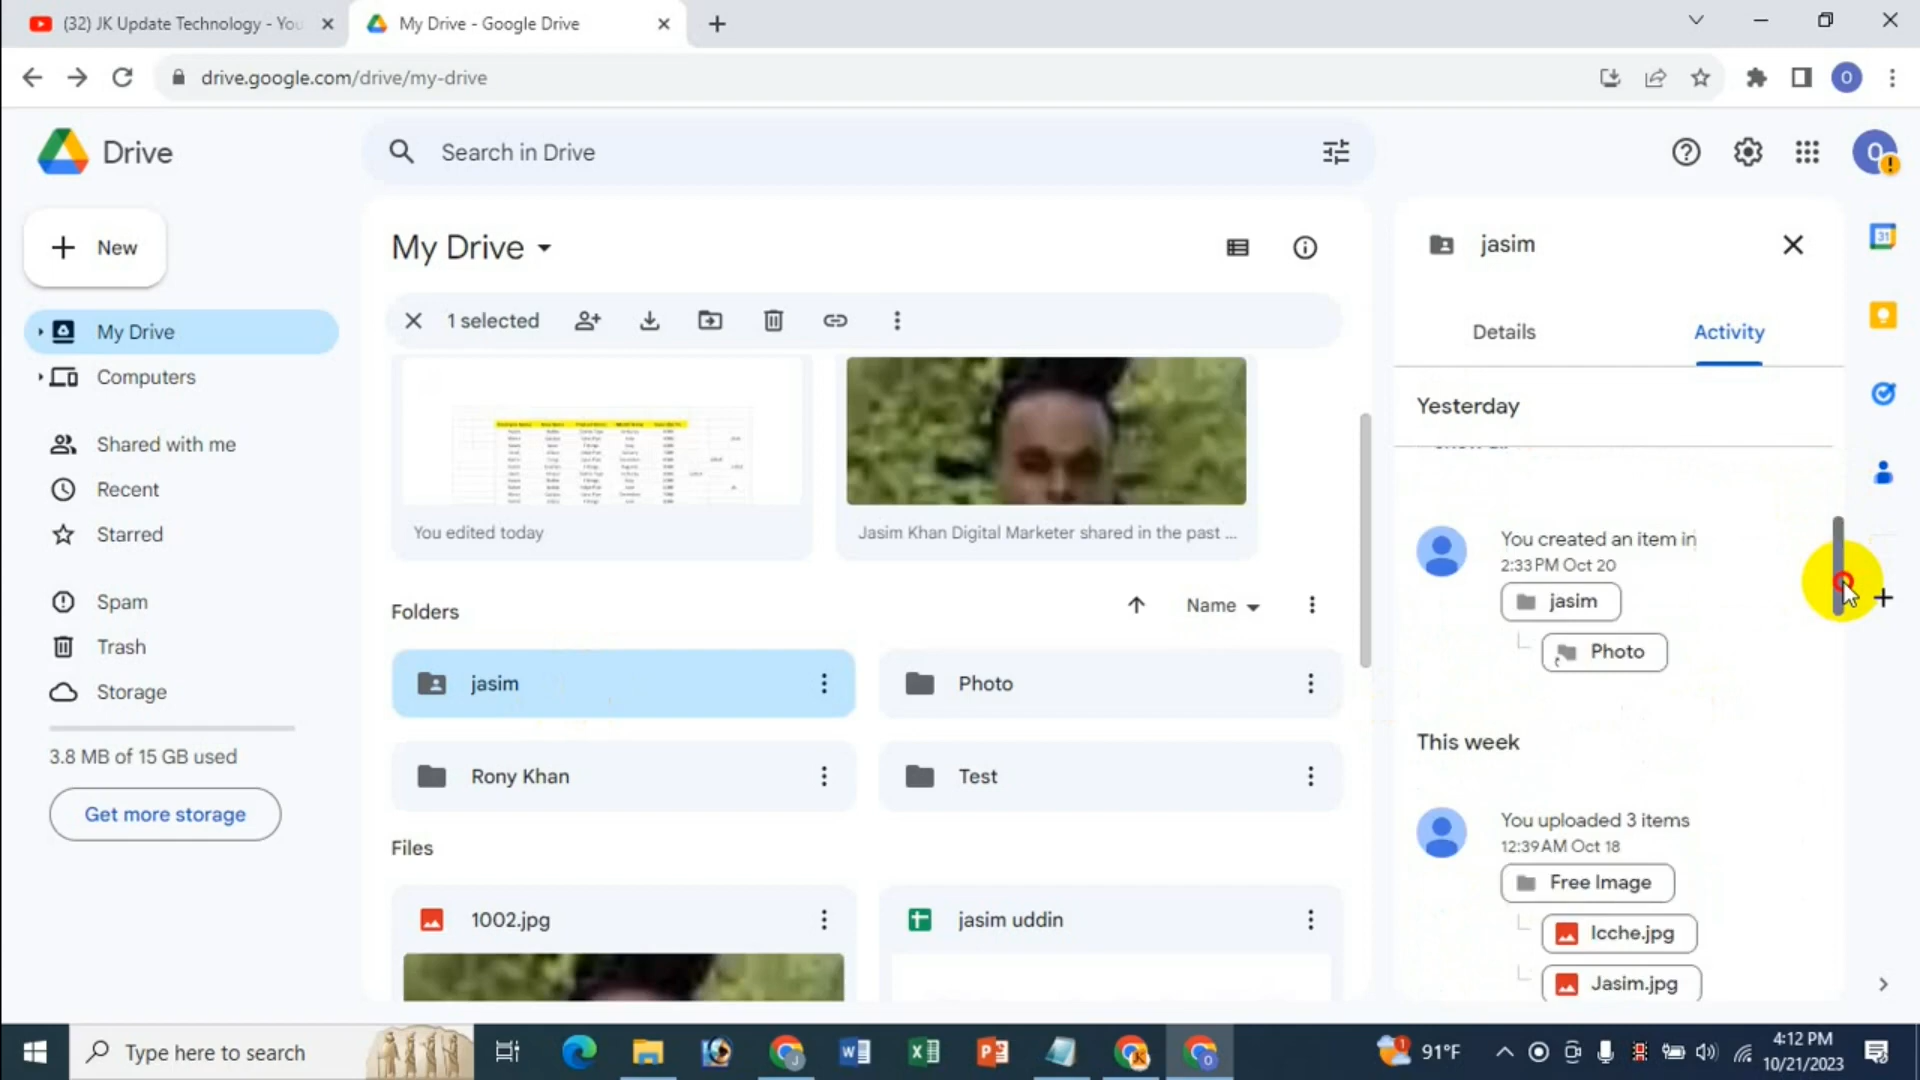 (32) JK Update Technology - You
My Drive - Google Drive
drive.google.com/drive/my-drive
O
Drive
Search in Drive
O
!
New
My Drive
1 selected
My Drive
Computers
Shared with me
Recent
Starred
Spam
Trash
Storage
3.8 MB of 15 GB used
Get more storage
You edited today
Jasim Khan Digital Marketer shared in the past ...
Folders
Name
jasim
Photo
Rony Khan
Test
Files
1002.jpg
jasim uddin
jasim
Details
Activity
Yesterday
You created an item in
2:33 PM Oct 20
jasim
Photo
This week
You uploaded 3 items
12:39 AM Oct 18
Free Image
Icche.jpg
Jasim.jpg
31
Type here to search
91°F
4:12 PM
10/21/2023